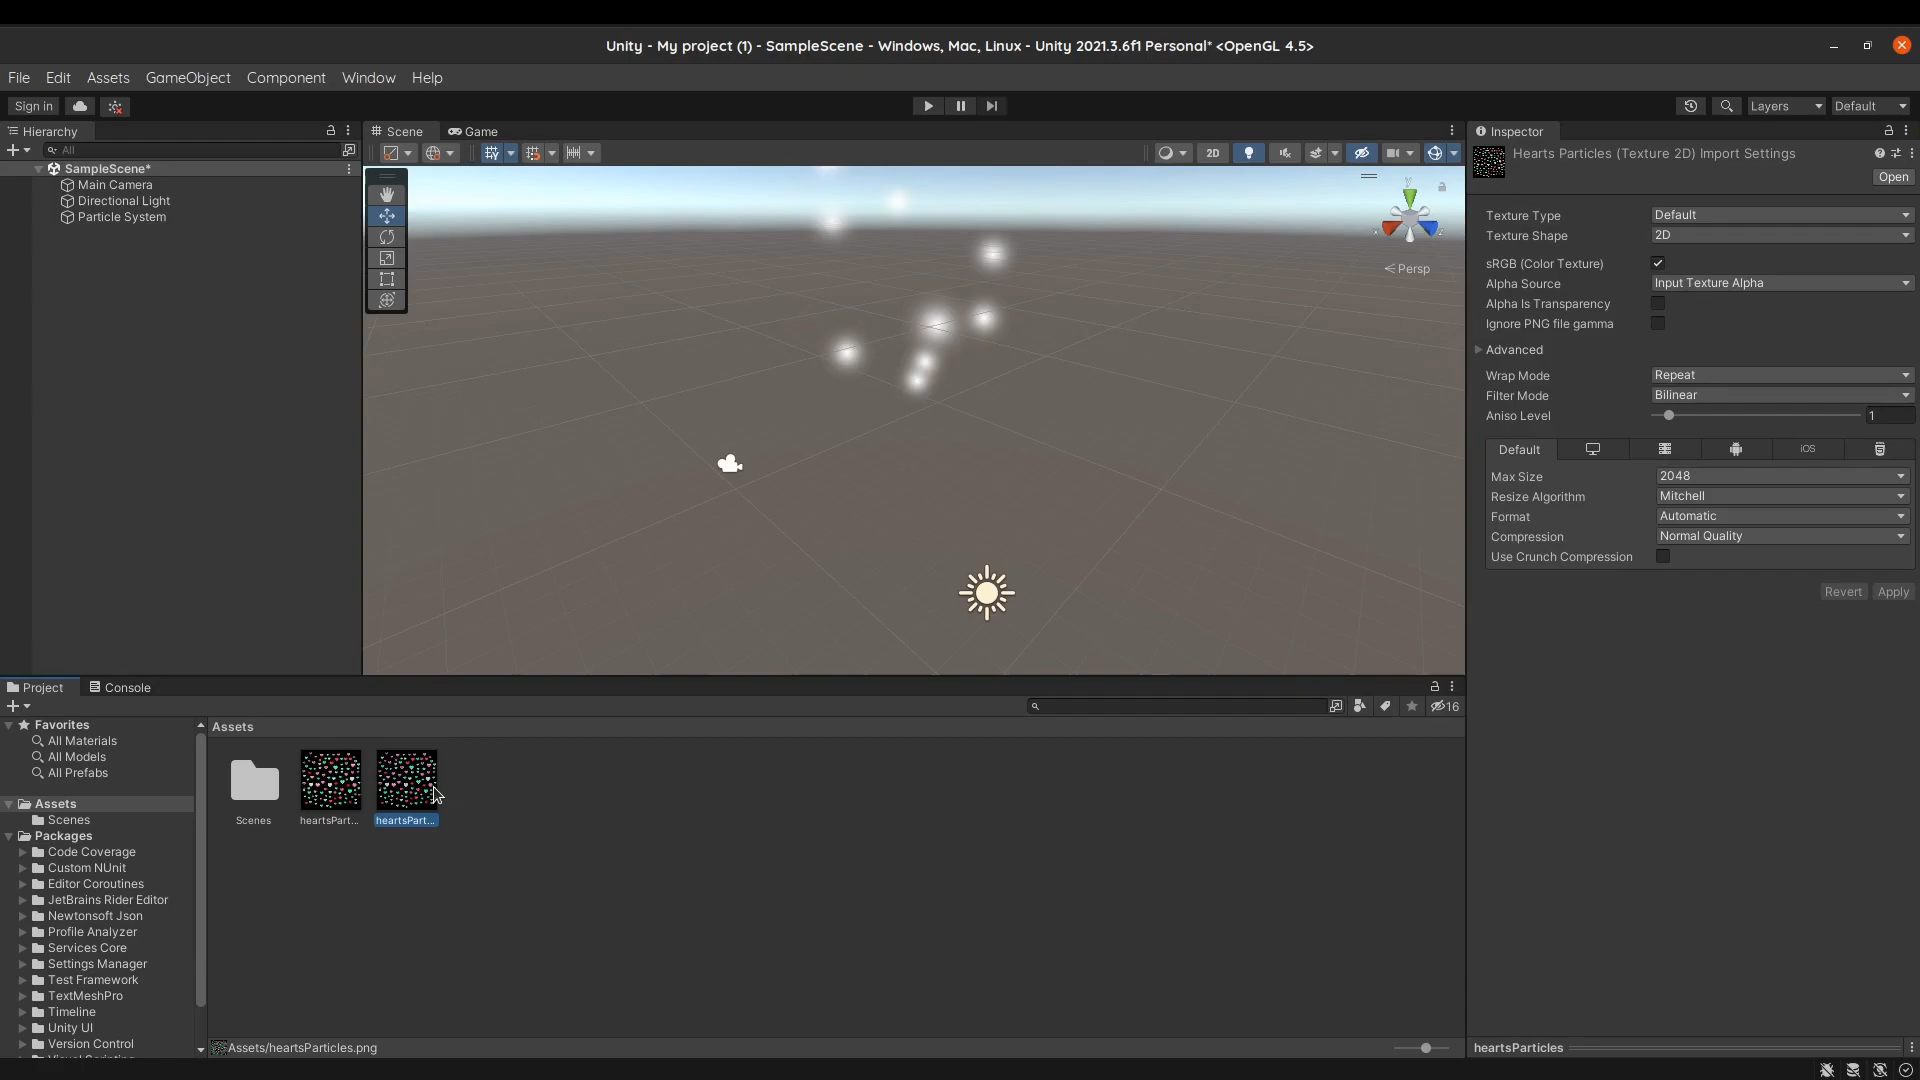 Unity - My project (1) - SampleScene - Windows, Mac, Linux - Unity 2021.3.6f1 Personal* <OpenGL 4.5>
File Edit Assets GameObject Component Window Help
Sign in Layers Default
Hierarchy Scene Game Inspector
All 2D Hearts Particles (Texture 2D) Import Settings
SampleScene*
Open
Main Camera
Directional Light
Particle System
y
Persp
Texture Type Default
Texture Shape 2D
sRGB (Color Texture)
Alpha Source Input Texture Alpha
Alpha Is Transparency
Ignore PNG file gamma
Advanced
Wrap Mode Repeat
Filter Mode Bilinear
Aniso Level 1
Default iOS
Max Size 2048
Resize Algorithm Mitchell
Format Automatic
Compression Normal Quality
Use Crunch Compression
Revert Apply
Project Console
16
Favorites
All Materials
All Models
All Prefabs
Assets
Scenes
Packages
Code Coverage
Custom NUnit
Editor Coroutines
JetBrains Rider Editor
Newtonsoft Json
Profile Analyzer
Services Core
Settings Manager
Test Framework
TextMeshPro
Timeline
Unity UI
Version Control
Assets
Scenes heartsPart... heartsPart...
Assets/heartsParticles.png
heartsParticles